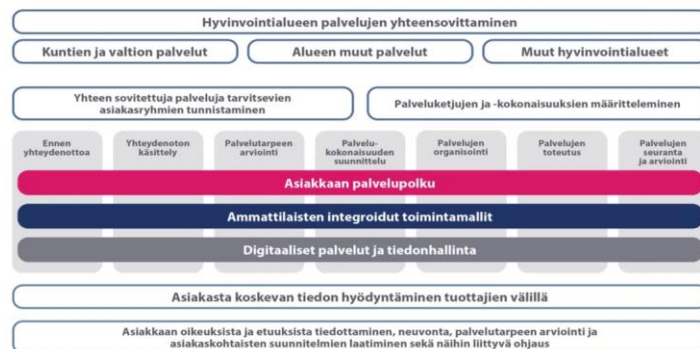 Hyvinvointialueen palvelujen yhteensovittaminen
Kuntien ja valtion palvelut
Alueen muut palvelut
Muut hyvinvointialueet
Yhteen sovitettuja palveluja tarvitsevien
asiakasryhmien tunnistaminen
Palveluketjujen ja -kokonaisuuksien määritteleminen
Ennen
yhteydenottoa
Yhteydenoton
käsittely
Palvelutarpeen
arviointi
Palvelu-
kokonaisuuden
suunnittelu
Palvelujen
organisointi
Palvelujen
toteutus
Palvelujen
seuranta
ja arviointi
Asiakkaan palvelupolku
Ammattilaisten integroidut toimintamallit
Digitaaliset palvelut ja tiedonhallinta
Asiakasta koskevan tiedon hyödyntäminen tuottajien välillä
Asiakkaan oikeuksista ja etuuksista tiedottaminen, neuvonta, palvelutarpeen arviointi ja
asiakaskohtaisten suunnitelmien laatiminen sekä näihin liittyvä ohjaus